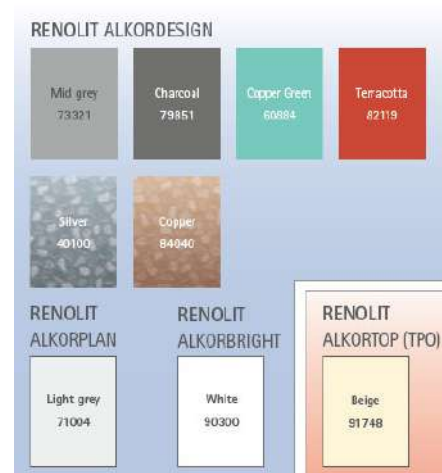 RENOLIT ALKORDESIGN
Mid grey
73321
Charcoal
79851
Copper Green
60884
Terracotta
82119
Silver
40100
Copper
84040
RENOLIT
ALKORPLAN
RENOLIT
ALKORBRIGHT
RENOLIT
ALKORTOP (TPO)
Light grey
71004
White
90300
Beige
91748